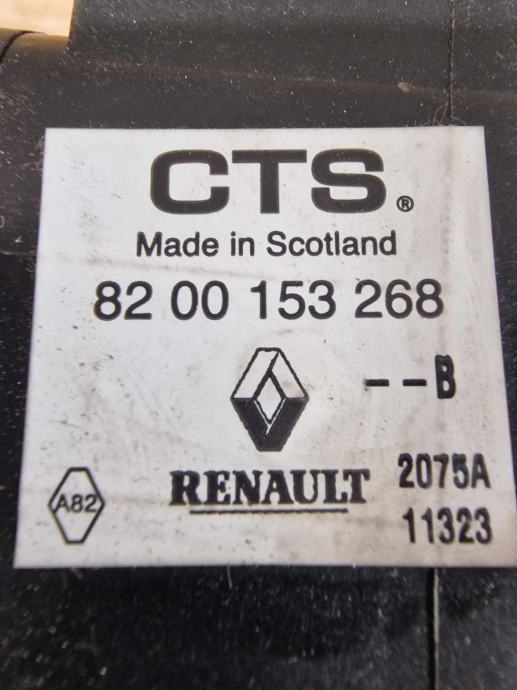 CTS®
Made in Scotland
82 00 153 268
--B
RENAULT
2075A
A82
11323